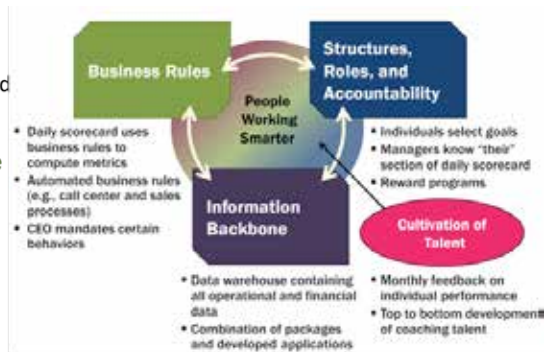 Business Rules
Structures,
Roles, and
Accountability
People
Working
Smarter
• Daily scorecard uses
business rules to
compute metrics
• Automated business rules
(e.g., call center and sales
processes)
• CEO mandates certain
behaviors
• Individuals select goals
• Managers know "their"
section of daily scorecard
• Reward programs
Information
Backbone
Cultivation of
Talent
• Data warehouse containing
all operational and financial
data
• Combination of packages
and developed applications
• Monthly feedback on
individual performance
• Top to bottom development
of coaching talent